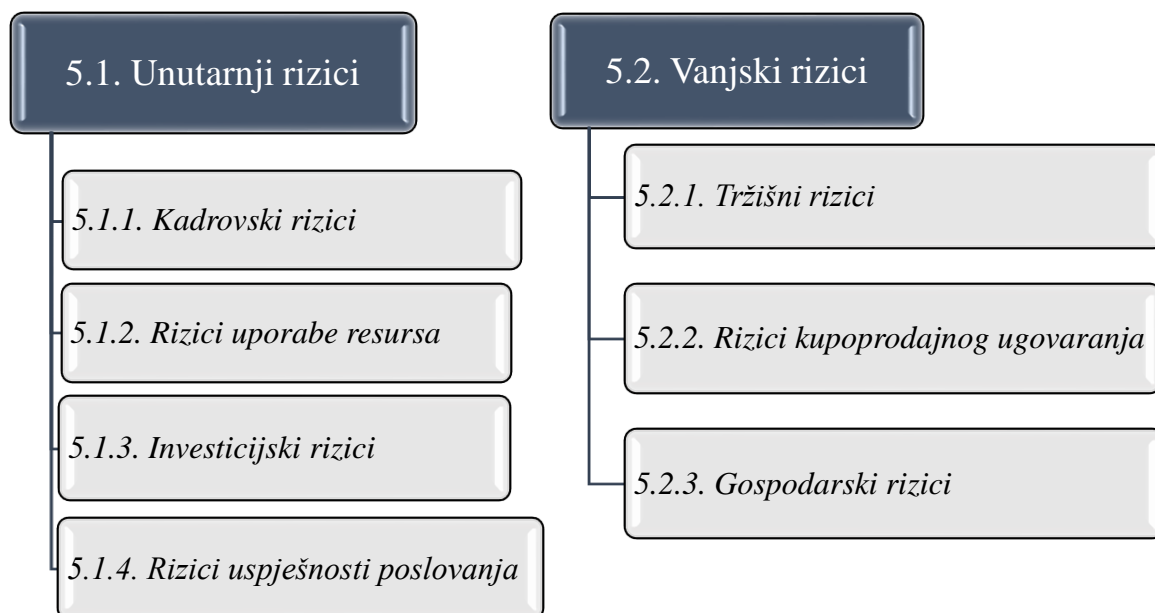 5.1. Unutarnji rizici
5.1.1. Kadrovski rizici
5.1.2. Rizici uporabe resursa
5.1.3. Investicijski rizici
5.1.4. Rizici uspješnosti poslovanja
5.2. Vanjski rizici
5.2.1. Tržišni rizici
5.2.2. Rizici kupoprodajnog ugovaranja
5.2.3. Gospodarski rizici